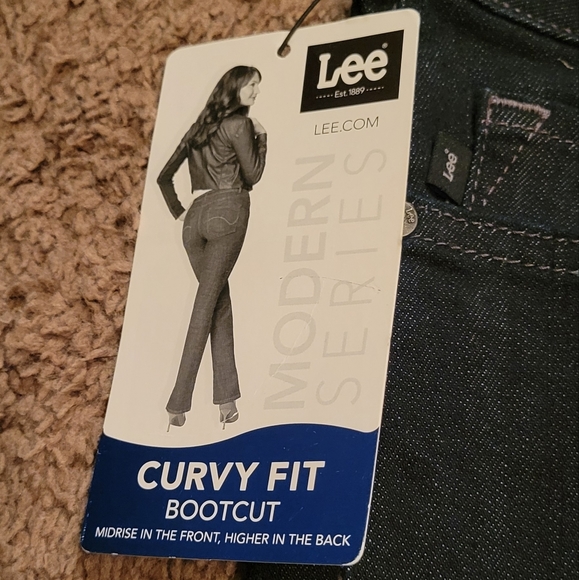 Lee
Est. 1889
LEE.COM
MODERN
SERIES
CURVY FIT
BOOTCUT
MIDRISE IN THE FRONT, HIGHER IN THE BACK
Lee